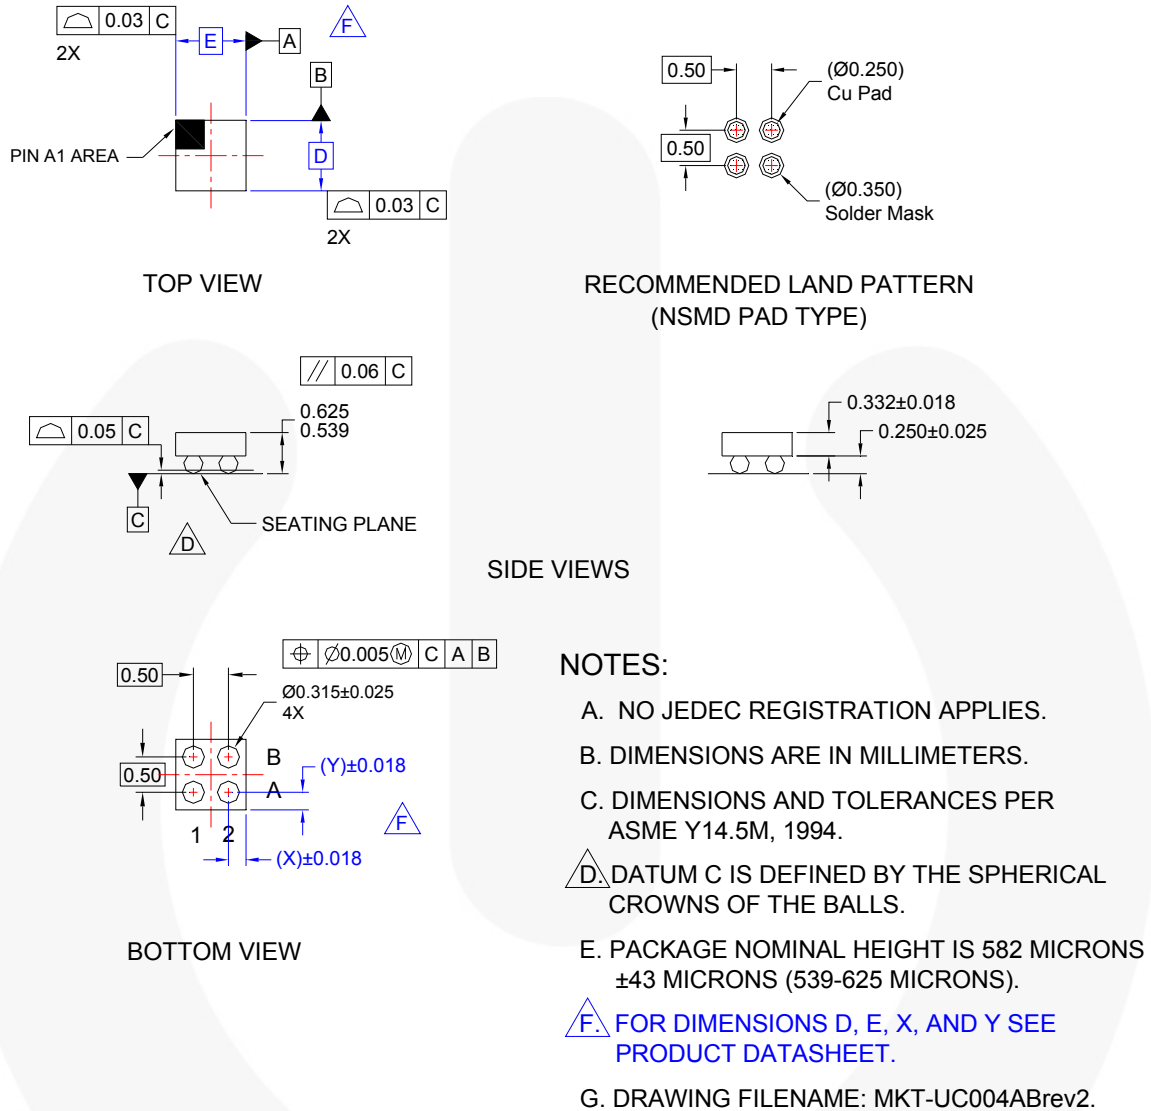 0.03 C
2X
E
A
F
B
PIN A1 AREA
D
0.03 C
2X
TOP VIEW
0.50
(Ø0.250)
Cu Pad
0.50
(Ø0.350)
Solder Mask
RECOMMENDED LAND PATTERN
(NSMD PAD TYPE)
// 0.06 C
0.05 C
0.625
0.539
C
D
SEATING PLANE
0.332±0.018
0.250±0.025
SIDE VIEWS
Ø0.005Ⓜ C A B
0.50
Ø0.315±0.025
4X
0.50
B
A
1 2
(Y)±0.018
F
(X)±0.018
BOTTOM VIEW
NOTES:
A. NO JEDEC REGISTRATION APPLIES.
B. DIMENSIONS ARE IN MILLIMETERS.
C. DIMENSIONS AND TOLERANCES PER
ASME Y14.5M, 1994.
D. DATUM C IS DEFINED BY THE SPHERICAL
CROWNS OF THE BALLS.
E. PACKAGE NOMINAL HEIGHT IS 582 MICRONS
±43 MICRONS (539-625 MICRONS).
F. FOR DIMENSIONS D, E, X, AND Y SEE
PRODUCT DATASHEET.
G. DRAWING FILENAME: MKT-UC004ABrev2.